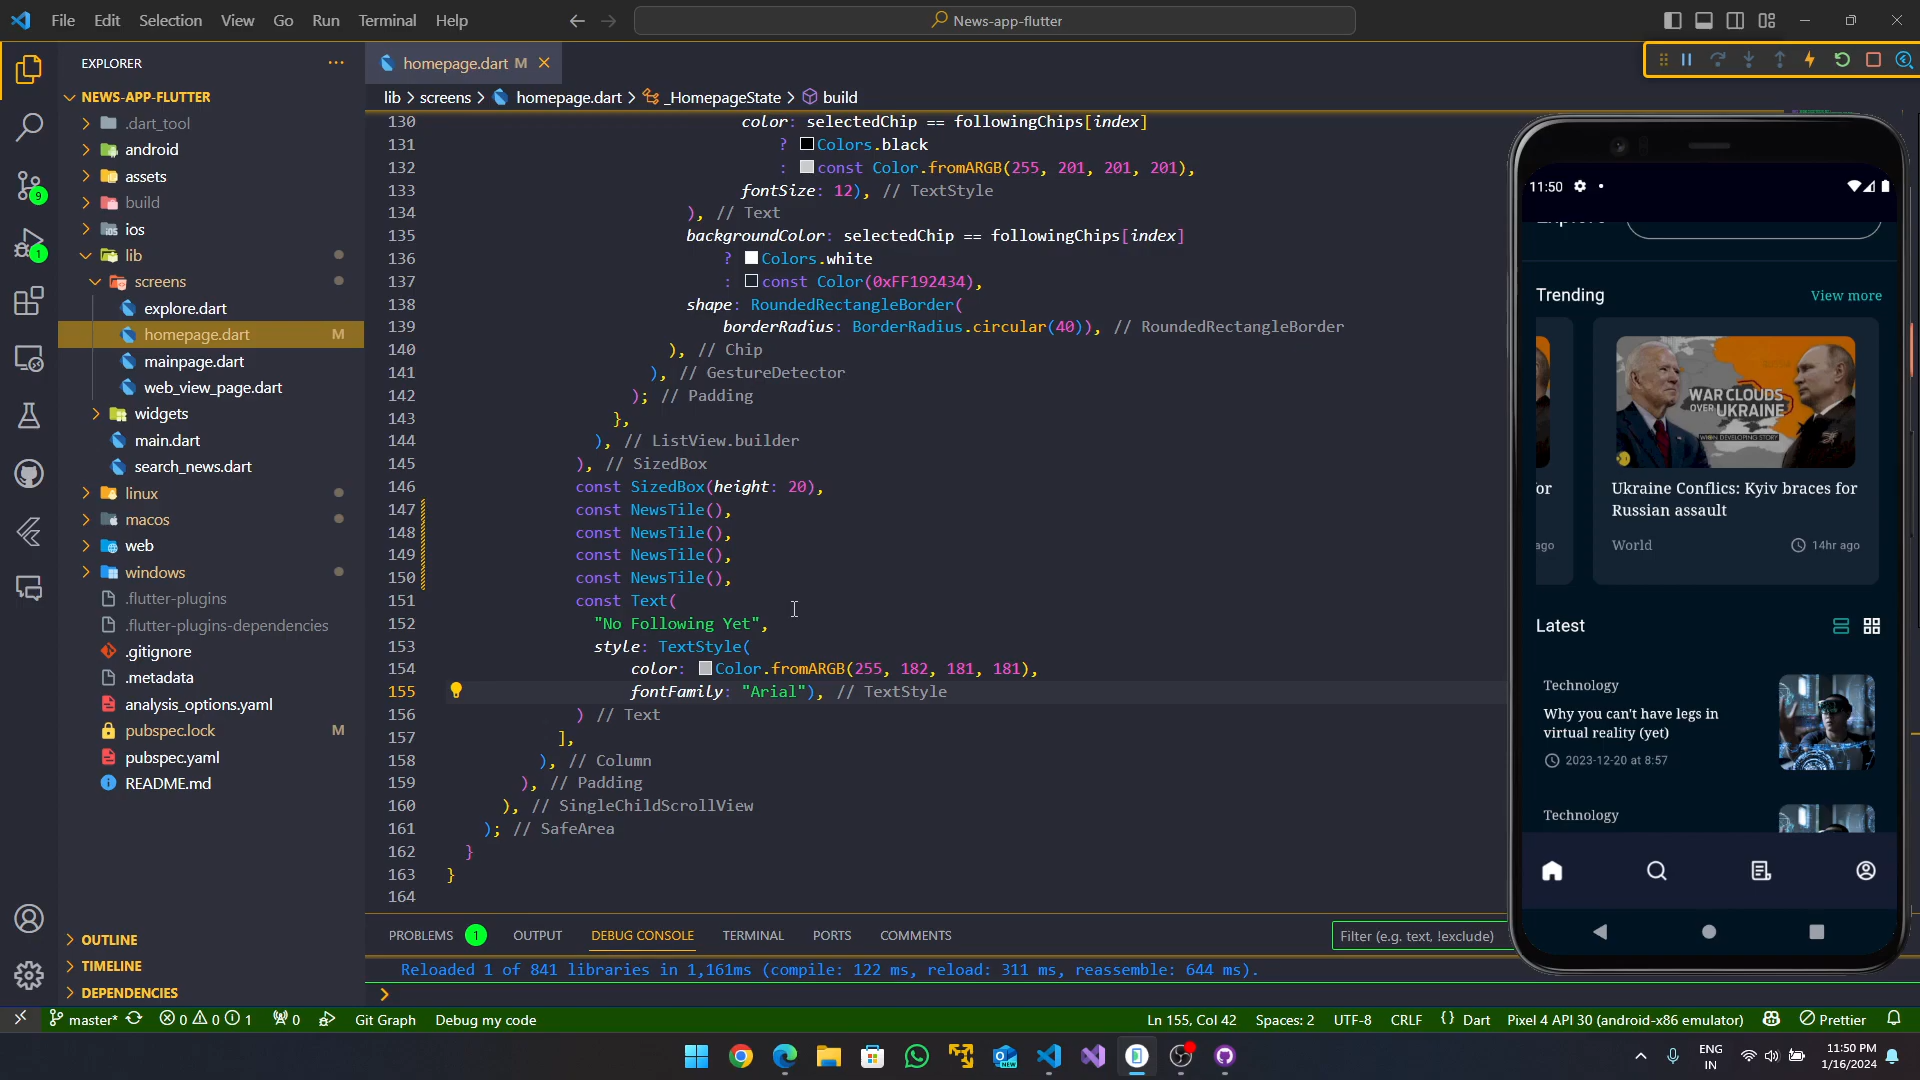 File Edit Selection View Go Run Terminal Help
News-app-flutter
EXPLORER
NEWS-APP-FLUTTER
.dart_tool
android
assets
build
ios
lib
screens
explore.dart
homepage.dart M
mainpage.dart
web_view_page.dart
widgets
main.dart
search_news.dart
linux
macos
web
windows
.flutter-plugins
.flutter-plugins-dependencies
.gitignore
.metadata
analysis_options.yaml
pubspec.lock M
pubspec.yaml
README.md
OUTLINE
TIMELINE
DEPENDENCIES
9
1
homepage.dart M
lib > screens > homepage.dart > _HomepageState > build
130 color: selectedChip == followingChips[index]
131 ? Colors.black
132 : const Color.fromARGB(255, 201, 201, 201),
133 fontSize: 12), // TextStyle
134 ), // Text
135 backgroundColor: selectedChip == followingChips[index]
136 ? Colors.white
137 : const Color(0xFF192434),
138 shape: RoundedRectangleBorder(
139 borderRadius: BorderRadius.circular(40)), // RoundedRectangleBorder
140 ), // Chip
141 ), // GestureDetector
142 ); // Padding
143 },
144 ), // ListView.builder
145 ), // SizedBox
146 const SizedBox(height: 20),
147 const NewsTile(),
148 const NewsTile(),
149 const NewsTile(),
150 const NewsTile(),
151 const Text(
152 "No Following Yet",
153 style: TextStyle(
154 color: Color.fromARGB(255, 182, 181, 181),
155 fontFamily: "Arial"), // TextStyle
156 ) // Text
157 ],
158 ), // Column
159 ), // Padding
160 ), // SingleChildScrollView
161 ); // SafeArea
162 }
163 }
164
PROBLEMS 1 OUTPUT DEBUG CONSOLE TERMINAL PORTS COMMENTS
Filter (e.g. text, !exclude)
Reloaded 1 of 841 libraries in 1,161ms (compile: 122 ms, reload: 311 ms, reassemble: 644 ms).
11:50
Trending View more
WAR CLOUDS
OVER UKRAINE
WION DEVELOPING STORY
or
Ukraine Conflics: Kyiv braces for
Russian assault
ago
World 14hr ago
Latest
Technology
Why you can't have legs in
virtual reality (yet)
2023-12-20 at 8:57
Technology
master* 0 0 1 0 Git Graph Debug my code
Ln 155, Col 42 Spaces: 2 UTF-8 CRLF {} Dart Pixel 4 API 30 (android-x86 emulator) Prettier
NEW
ENG
IN
11:50 PM
1/16/2024